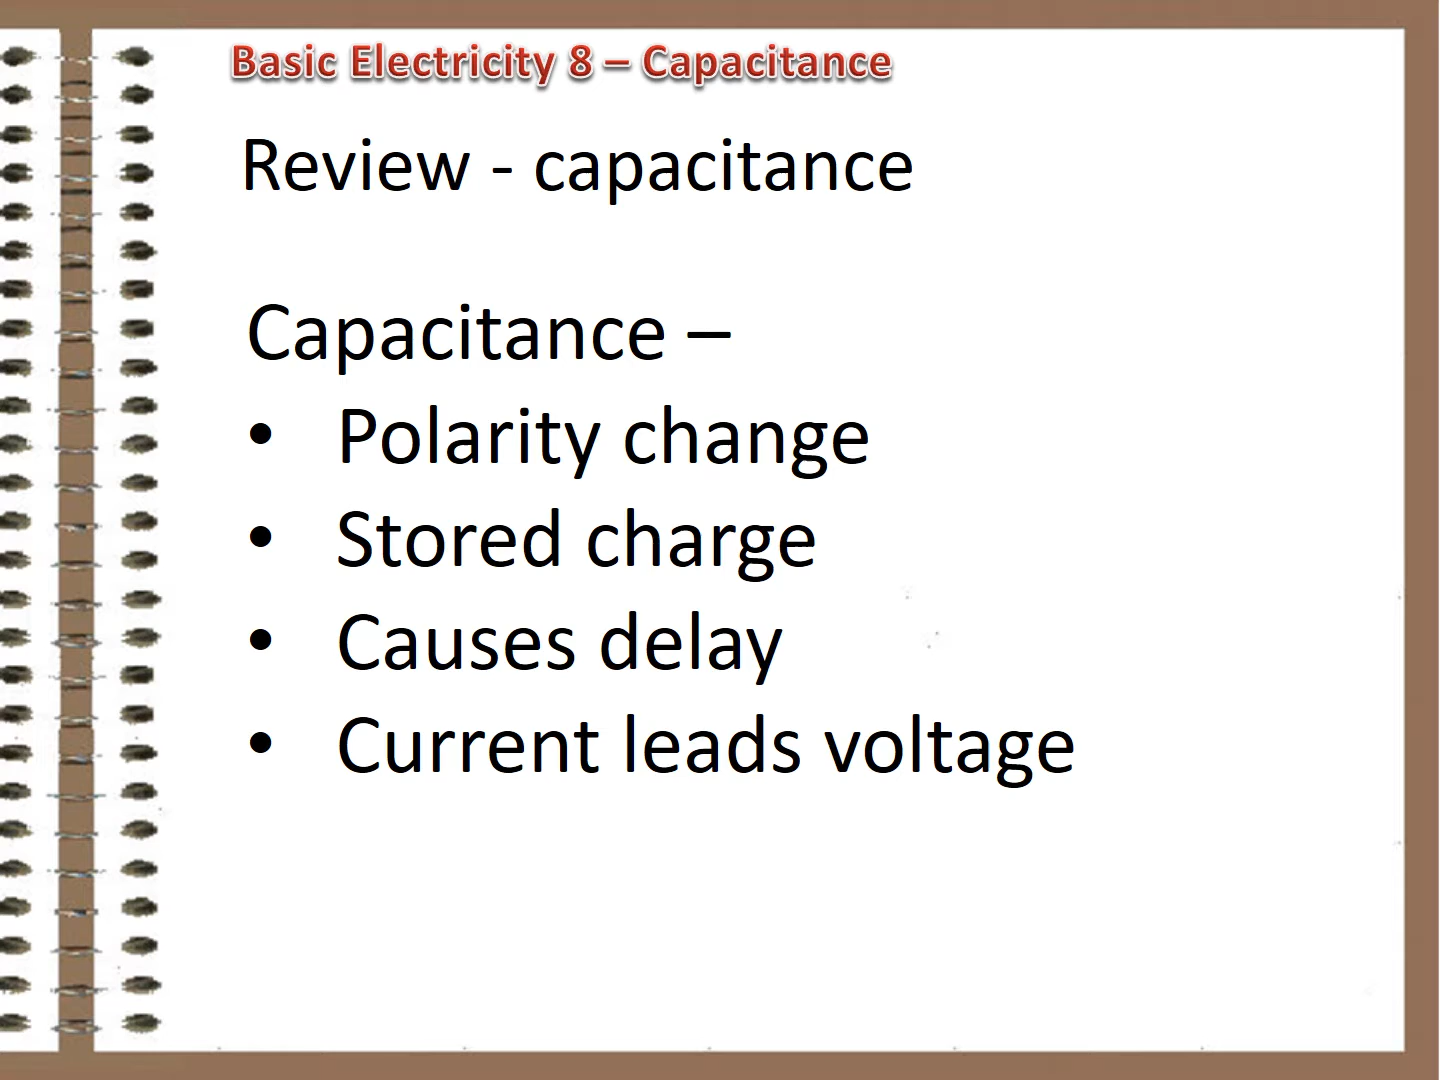 Basic Electricity 8 – Capacitance
Review - capacitance
Capacitance –
• Polarity change
• Stored charge
• Causes delay
• Current leads voltage